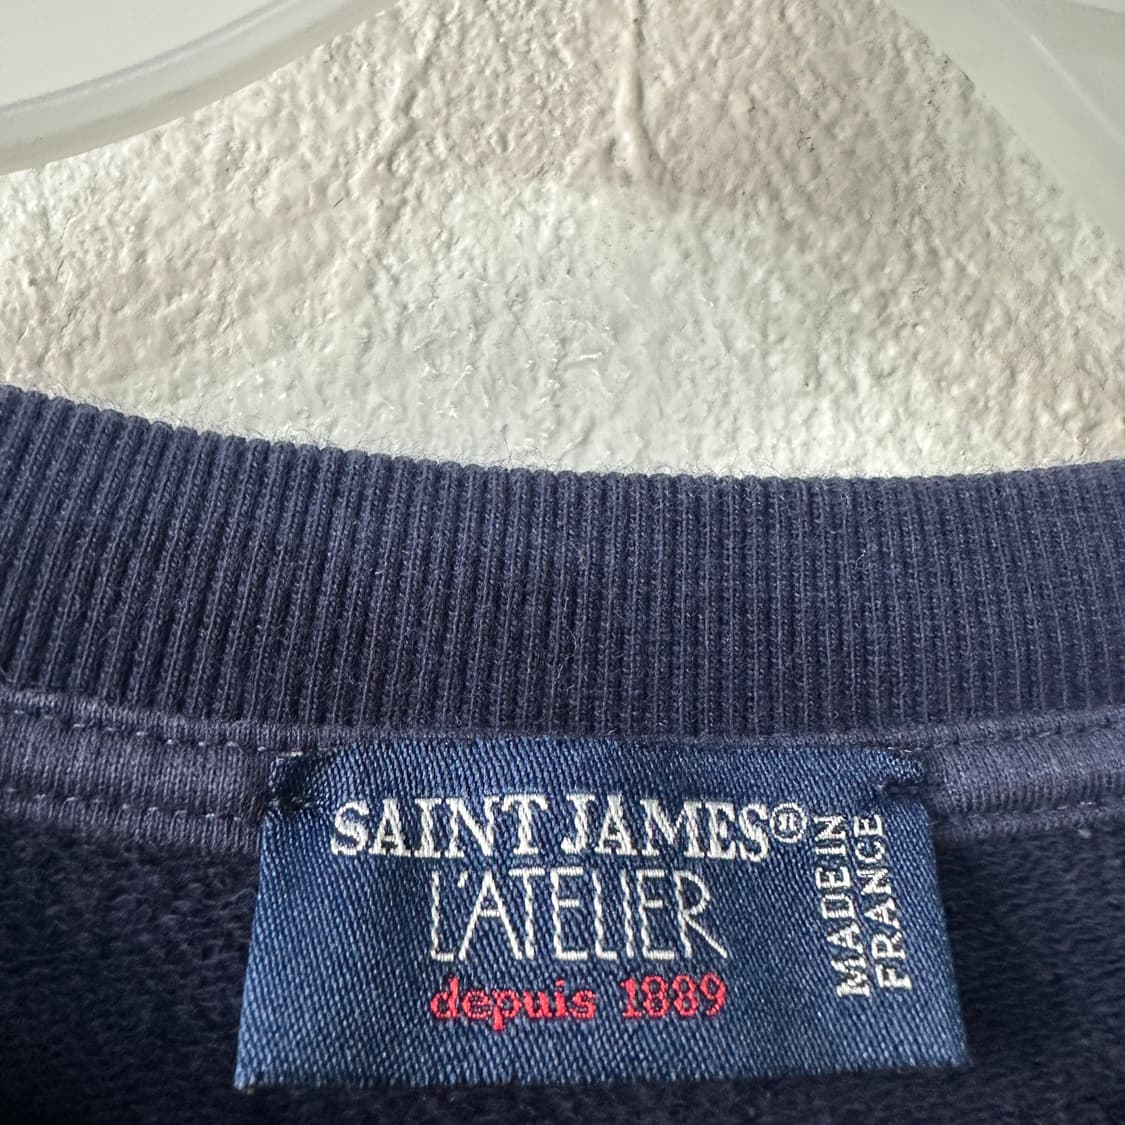 SAINT JAMES®
L'ATELIER
depuis 1889
MADE IN
FRANCE